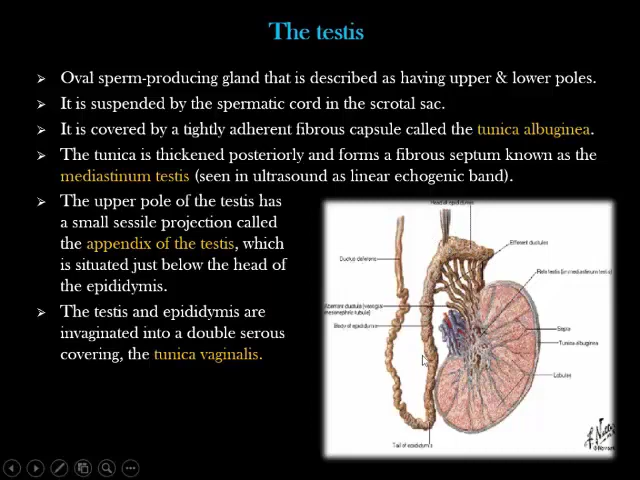 The testis
➢ Oval sperm-producing gland that is described as having upper & lower poles.
➢ It is suspended by the spermatic cord in the scrotal sac.
➢ It is covered by a tightly adherent fibrous capsule called the tunica albuginea.
➢ The tunica is thickened posteriorly and forms a fibrous septum known as the
mediastinum testis (seen in ultrasound as linear echogenic band).
➢ The upper pole of the testis has
a small sessile projection called
the appendix of the testis, which
is situated just below the head of
the epididymis.
➢ The testis and epididymis are
invaginated into a double serous
covering, the tunica vaginalis.
Head of epididymis
Efferent ductules
Ductus deferens
Rete testis (in mediastinum testis)
Aberrant ductule (vestigial
mesonephric tubule)
Body of epididymis
Septa
Tunica albuginea
Lobules
Tail of epididymis